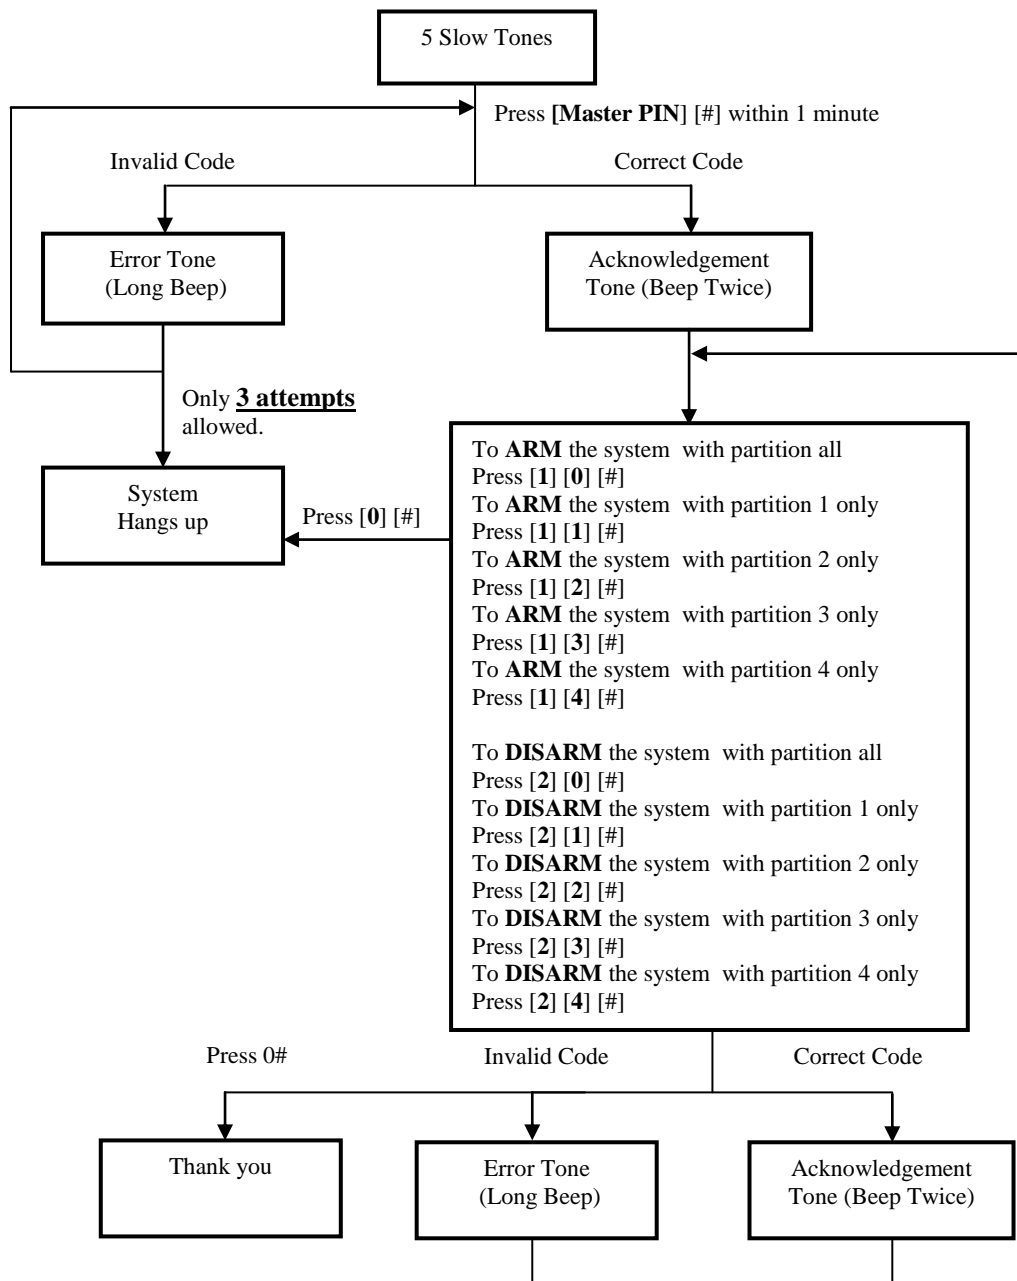 5 Slow Tones
Press [Master PIN] [#] within 1 minute
Invalid Code
Correct Code
Error Tone
(Long Beep)
Acknowledgement
Tone (Beep Twice)
Only 3 attempts
allowed.
System
Hangs up
Press [0] [#]
To ARM the system with partition all
Press [1] [0] [#]
To ARM the system with partition 1 only
Press [1] [1] [#]
To ARM the system with partition 2 only
Press [1] [2] [#]
To ARM the system with partition 3 only
Press [1] [3] [#]
To ARM the system with partition 4 only
Press [1] [4] [#]
To DISARM the system with partition all
Press [2] [0] [#]
To DISARM the system with partition 1 only
Press [2] [1] [#]
To DISARM the system with partition 2 only
Press [2] [2] [#]
To DISARM the system with partition 3 only
Press [2] [3] [#]
To DISARM the system with partition 4 only
Press [2] [4] [#]
Press 0#
Invalid Code
Correct Code
Thank you
Error Tone
(Long Beep)
Acknowledgement
Tone (Beep Twice)